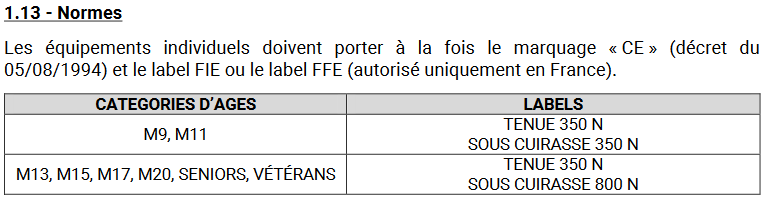 1.13 - Normes
Les équipements individuels doivent porter à la fois le marquage « CE » (décret du
05/08/1994) et le label FIE ou le label FFE (autorisé uniquement en France).
CATEGORIES D’AGES LABELS
M9, M11
TENUE 350 N
SOUS CUIRASSE 350 N
M13, M15, M17, M20, SENIORS, VÉTÉRANS
TENUE 350 N
SOUS CUIRASSE 800 N